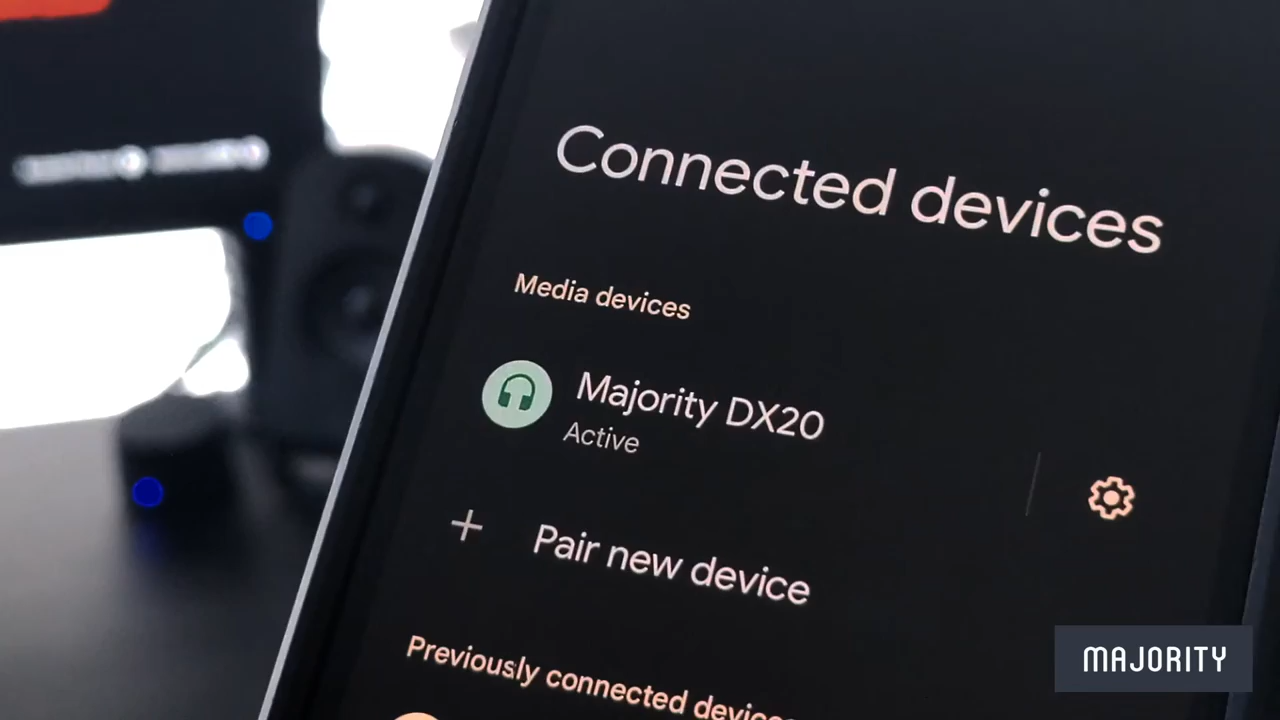 Connected devices
Media devices
Majority DX20
Active
Pair new device
Previously connected devices
MAJORITY